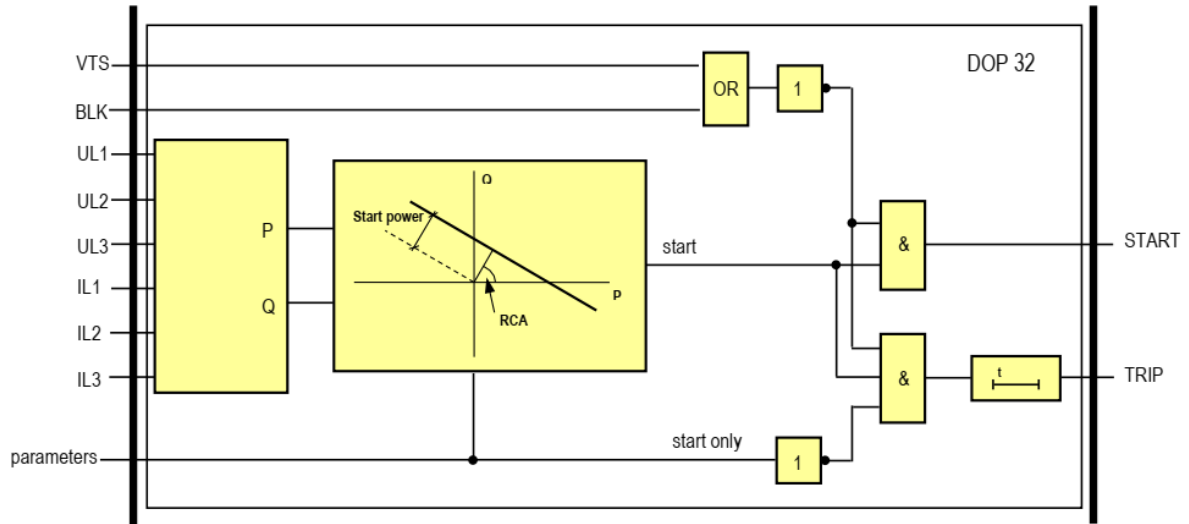 VTS
OR
1
DOP 32
BLK
UL1
UL2
UL3
IL1
IL2
IL3
P
Q
Q
Start power
RCA
P
start
&
START
&
t
TRIP
parameters
start only
1